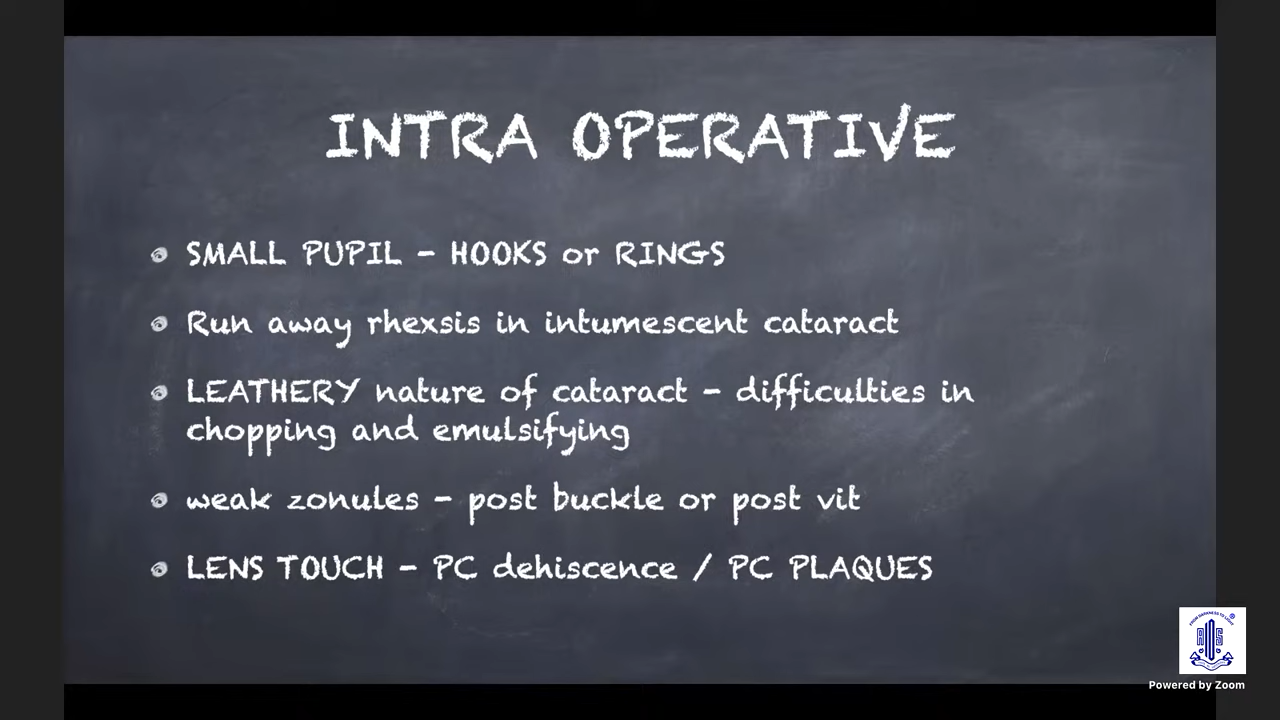 INTRA OPERATIVE
SMALL PUPIL - HOOKS or RINGS
Run away rhexsis in intumescent cataract
LEATHERY nature of cataract - difficulties in
chopping and emulsifying
weak zonules - post buckle or post vit
LENS TOUCH - PC dehiscence / PC PLAQUES
Powered by Zoom